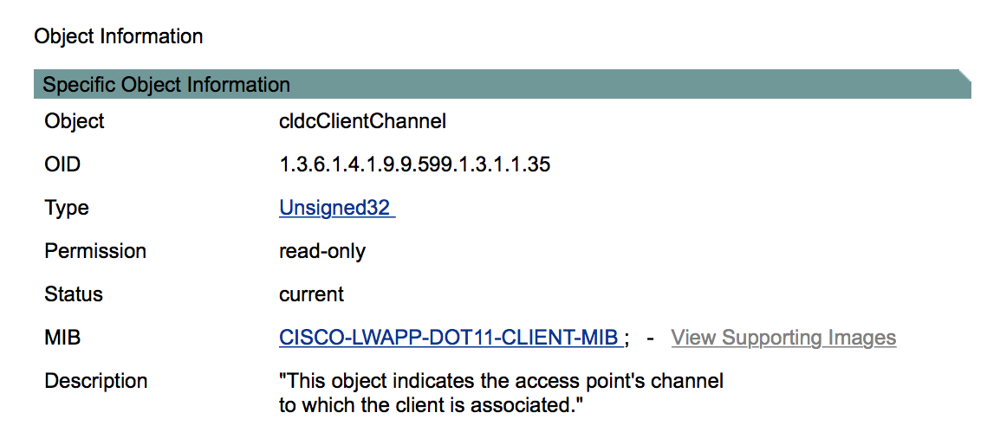 Object Information
Specific Object Information
Object cldcClientChannel
OID 1.3.6.1.4.1.9.9.599.1.3.1.1.35
Type Unsigned32
Permission read-only
Status current
MIB CISCO-LWAPP-DOT11-CLIENT-MIB ; - View Supporting Images
Description "This object indicates the access point's channel
to which the client is associated."